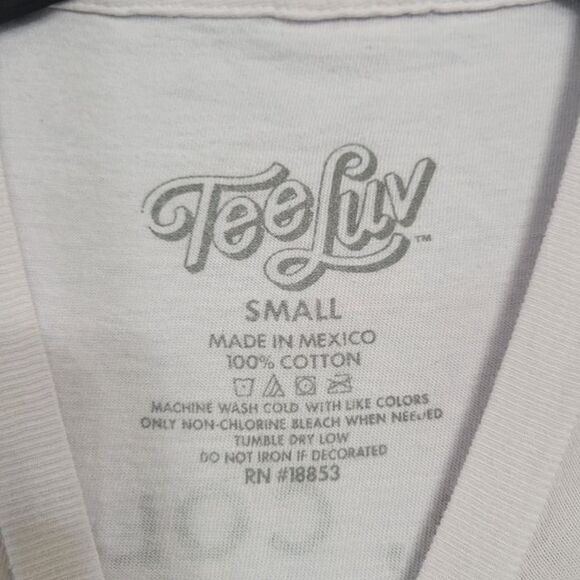 TeeLuv™
SMALL
MADE IN MEXICO
100% COTTON
MACHINE WASH COLD WITH LIKE COLORS
ONLY NON-CHLORINE BLEACH WHEN NEEDED
TUMBLE DRY LOW
DO NOT IRON IF DECORATED
RN #18853